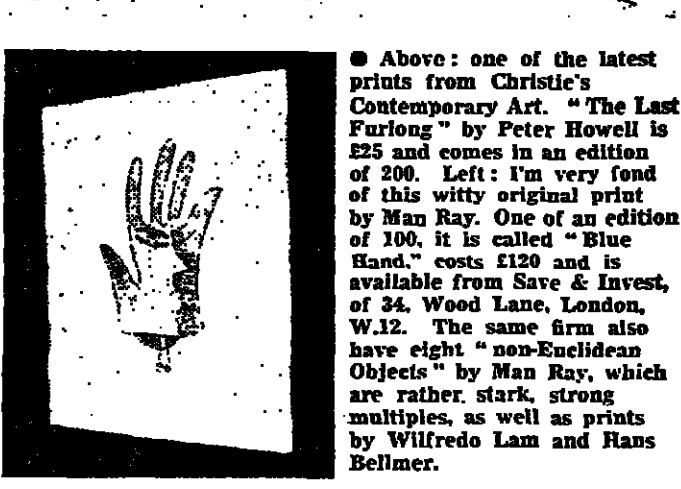 ● Above: one of the latest
prints from Christie's
Contemporary Art. "The Last
Furlong" by Peter Howell is
£25 and comes in an edition
of 200. Left: I'm very fond
of this witty original print
by Man Ray. One of an edition
of 100, it is called "Blue
Hand," costs £120 and is
available from Save & Invest,
of 34, Wood Lane, London,
W.12. The same firm also
have eight "non-Euclidean
Objects" by Man Ray, which
are rather stark, strong
multiples, as well as prints
by Wilfredo Lam and Hans
Bellmer.